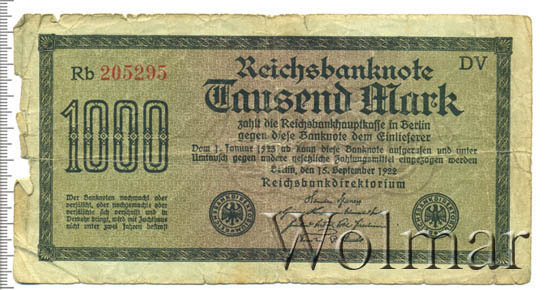 Rb 205295
DV
Reichsbanknote
Tausend Mark
1000
zahlt die Reichsbankhauptkasse in Berlin
gegen diese Banknote dem Einlieferer
Vom 1. Januar 1923 ab kann diese Banknote aufgerufen und unter
Umtausch gegen andere gesetzliche Zahlungsmittel eingezogen werden
Berlin, den 15. September 1922
Reichsbankdirektorium
Wer Banknoten nachmacht oder
verfälscht, oder nachgemachte oder
verfälschte sich verschafft und in
Verkehr bringt, wird mit Zuchthaus
nicht unter zwei Jahren bestraft
Wolmar